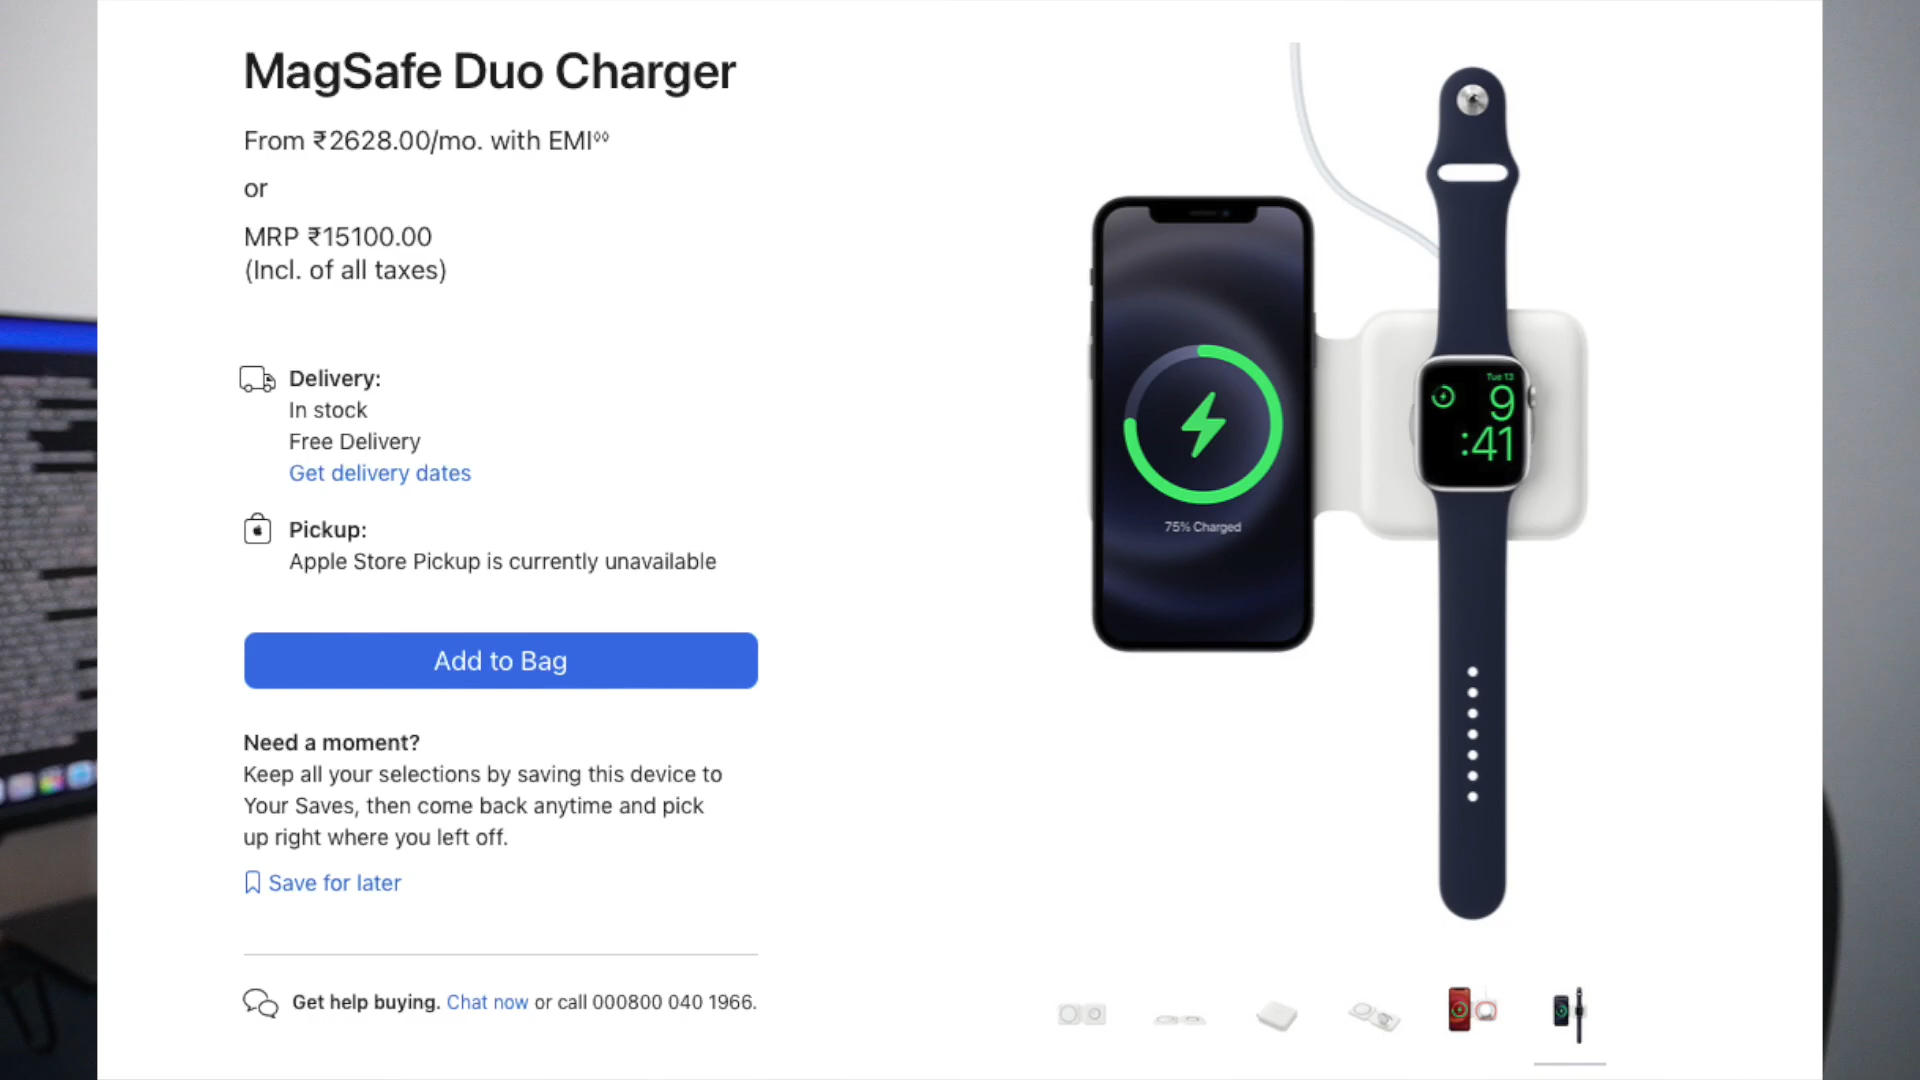 MagSafe Duo Charger
From ₹2628.00/mo. with EMI◊◊
or
MRP ₹15100.00
(Incl. of all taxes)
Delivery:
In stock
Free Delivery
Get delivery dates
Pickup:
Apple Store Pickup is currently unavailable
Add to Bag
Need a moment?
Keep all your selections by saving this device to
Your Saves, then come back anytime and pick
up right where you left off.
Save for later
Get help buying. Chat now or call 000800 040 1966.
75% Charged
Tue 13
9
:41